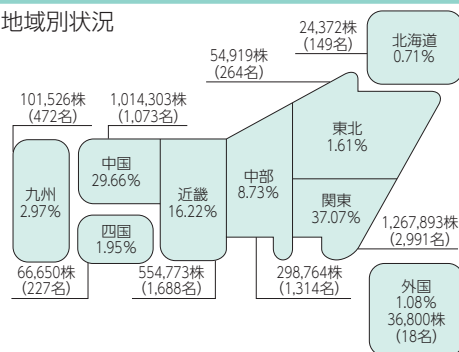 地域別状況
24,372株
(149名)
北海道
0.71%
54,919株
(264名)
101,526株
(472名)
1,014,303株
(1,073名)
東北
1.61%
中国
29.66%
九州
2.97%
近畿
16.22%
中部
8.73%
関東
37.07%
四国
1.95%
1,267,893株
(2,991名)
66,650株
(227名)
554,773株
(1,688名)
298,764株
(1,314名)
外国
1.08%
36,800株
(18名)